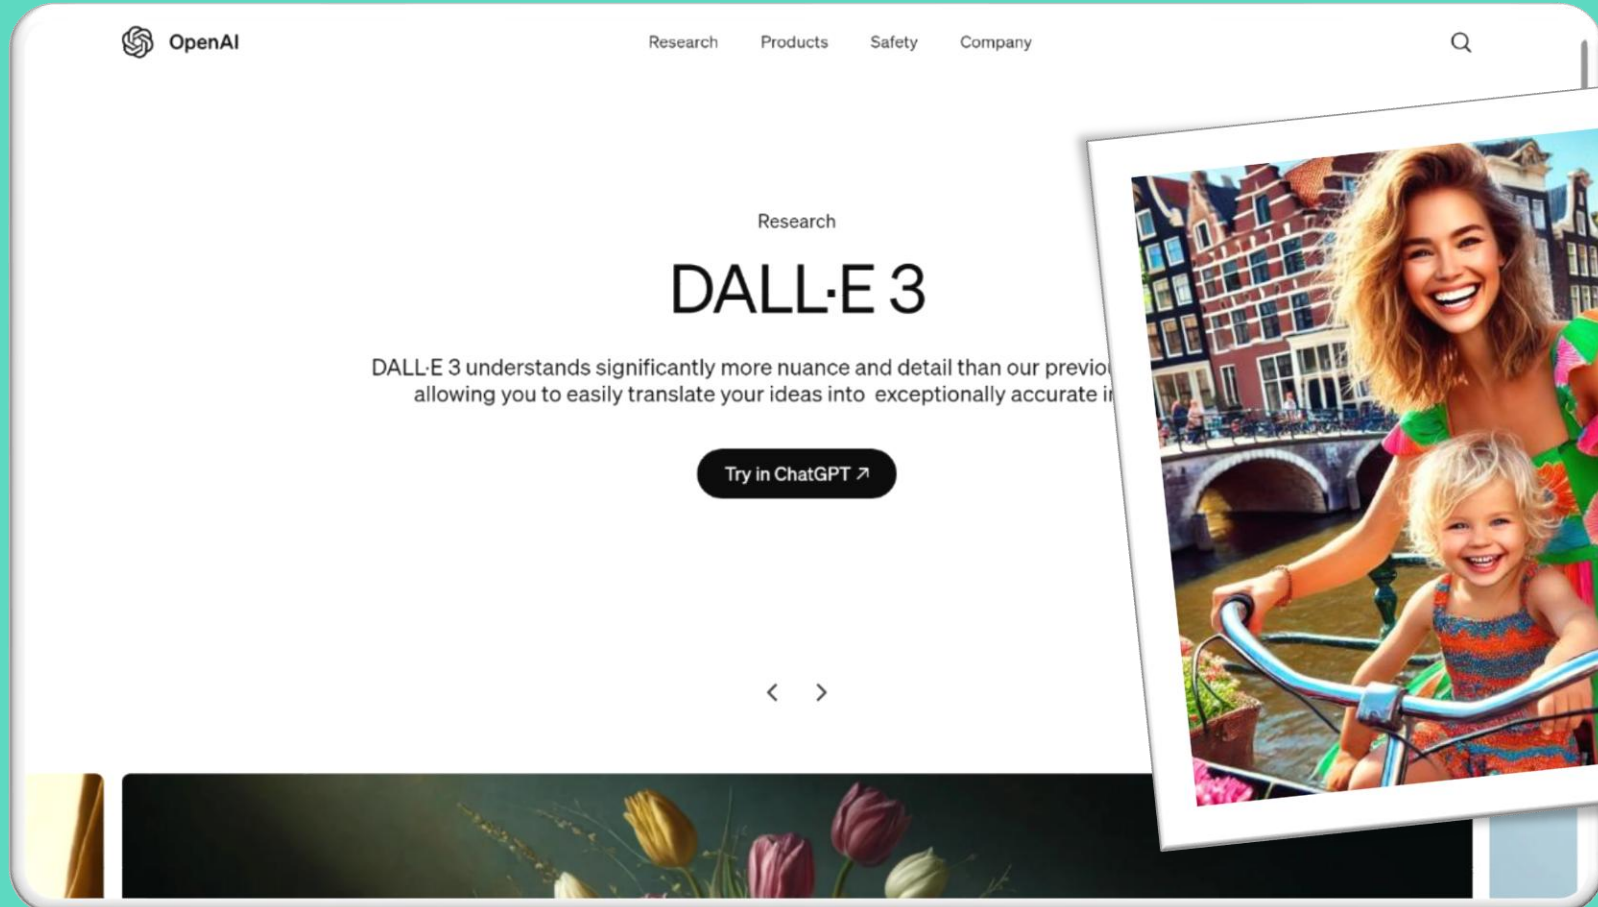 OpenAI
Research Products Safety Company
Research
DALL·E 3
DALL·E 3 understands significantly more nuance and detail than our
allowing you to easily translate your ideas into exceptionally accurate
Try in ChatGPT ↗